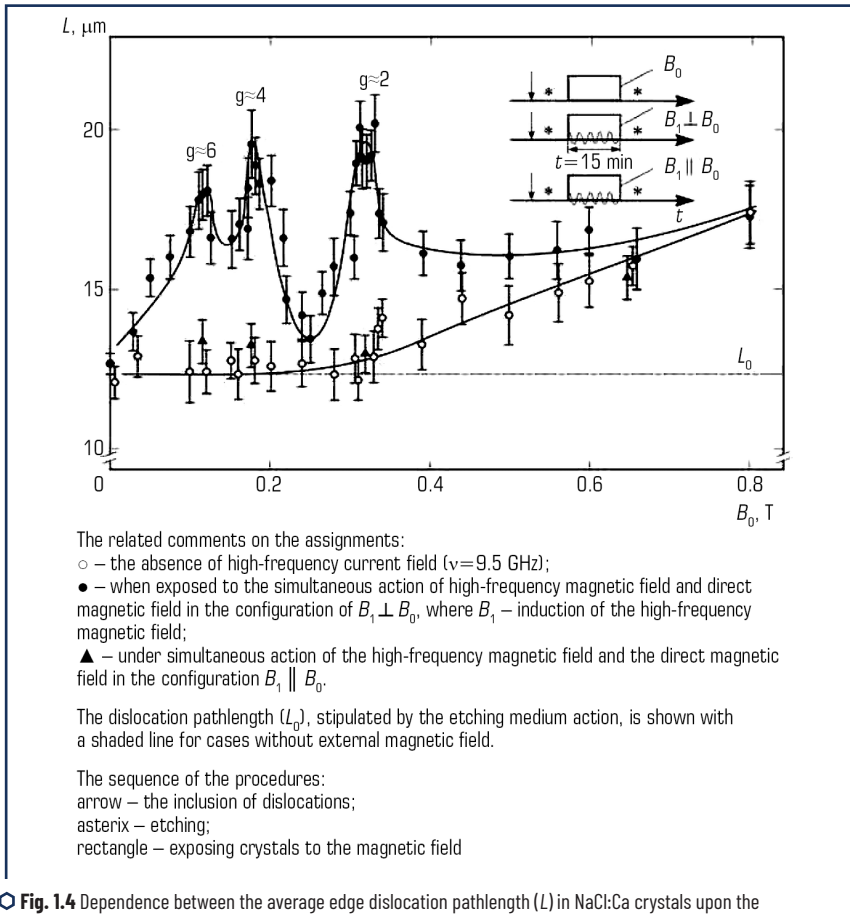 L, μm
g≈6
g≈4
g≈2
B₀
B₁⊥B₀
t=15 min
B₁ ∥ B₀
t
20
15
10
L₀
0 0.2 0.4 0.6 0.8
B₀, T
The related comments on the assignments:
○ – the absence of high-frequency current field (ν=9.5 GHz);
● – when exposed to the simultaneous action of high-frequency magnetic field and direct
magnetic field in the configuration of B₁⊥B₀, where B₁ – induction of the high-frequency
magnetic field;
▲ – under simultaneous action of the high-frequency magnetic field and the direct magnetic
field in the configuration B₁ ∥ B₀.
The dislocation pathlength (L₀), stipulated by the etching medium action, is shown with
a shaded line for cases without external magnetic field.
The sequence of the procedures:
arrow – the inclusion of dislocations;
asterix – etching;
rectangle – exposing crystals to the magnetic field
Fig. 1.4 Dependence between the average edge dislocation pathlength (L) in NaCl:Ca crystals upon the